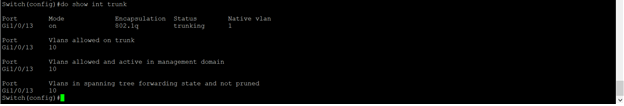 Switch(config)#do show int trunk
Port Mode Encapsulation Status Native vlan
Gi1/0/13 on 802.1q trunking 1
Port Vlans allowed on trunk
Gi1/0/13 10
Port Vlans allowed and active in management domain
Gi1/0/13 10
Port Vlans in spanning tree forwarding state and not pruned
Gi1/0/13 10
Switch(config)#